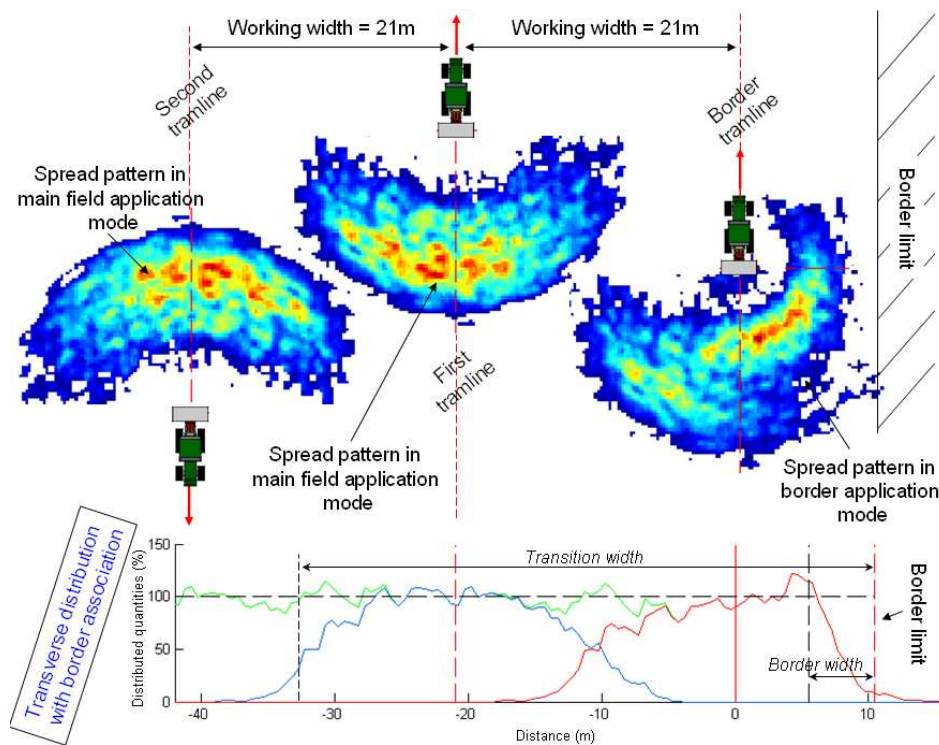 Working width = 21m
Working width = 21m
Second
tramline
Border
tramline
Border limit
Spread pattern in
main field application
mode
First
tramline
Spread pattern in
main field application
mode
Spread pattern in
border application
mode
Transverse distribution
with border association
Distributed quantities (%)
150
100
50
0
Transition width
Border width
Border limit
-40
-30
-20
-10
0
10
Distance (m)